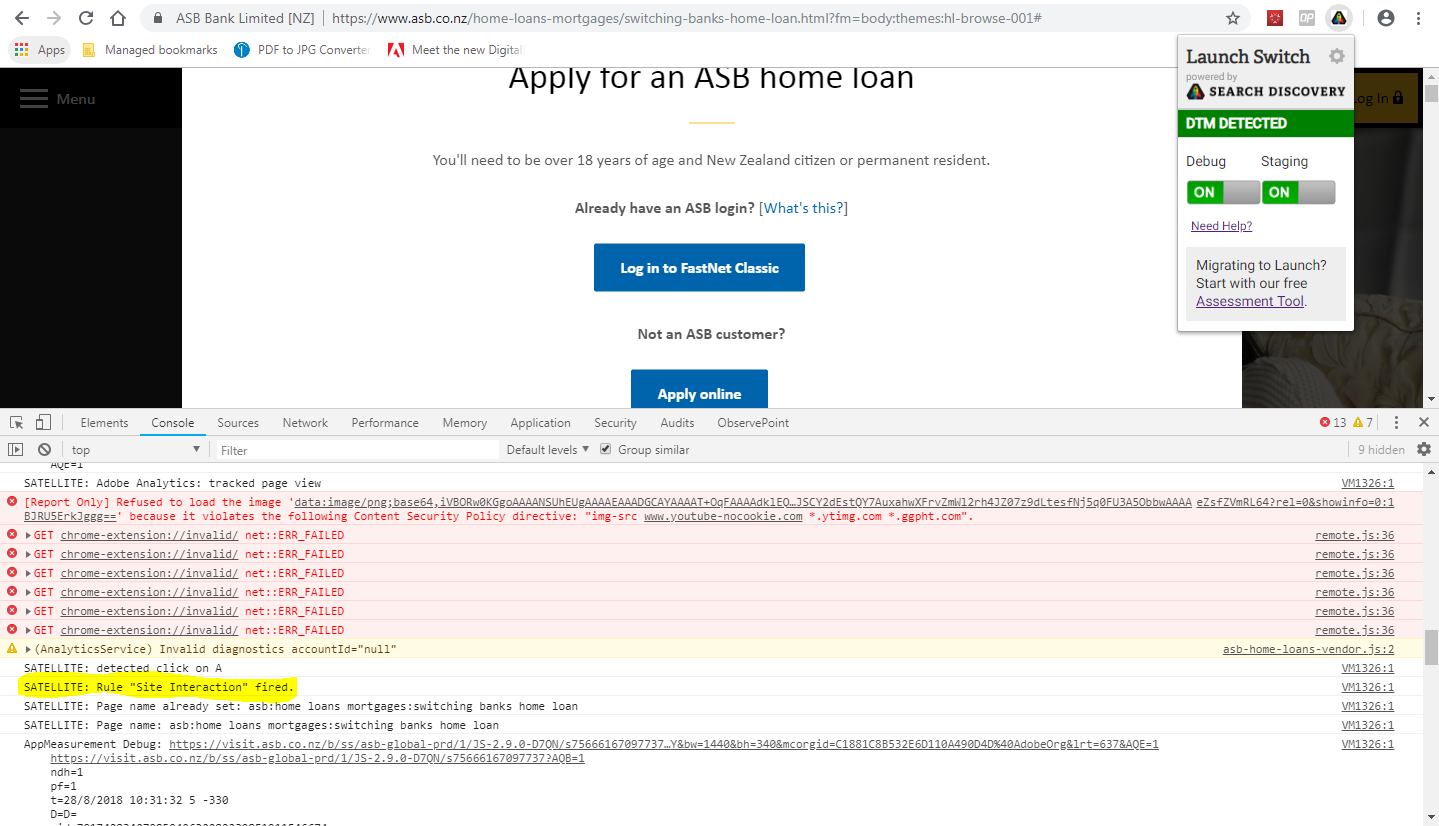 ASB Bank Limited [NZ] | https://www.asb.co.nz/home-loans-mortgages/switching-banks-home-loan.html?fm=body:themes:hl-browse-001#
Apps Managed bookmarks PDF to JPG Converter Meet the new Digital
Launch Switch
powered by
SEARCH DISCOVERY
DTM DETECTED
Debug Staging
ON ON
Need Help?
Migrating to Launch?
Start with our free
Assessment Tool.
Menu
Log In
Apply for an ASB home loan
You'll need to be over 18 years of age and New Zealand citizen or permanent resident.
Already have an ASB login? [What's this?]
Log in to FastNet Classic
Not an ASB customer?
Apply online
Elements Console Sources Network Performance Memory Application Security Audits ObservePoint 13 7
top Filter Default levels Group similar 9 hidden
AQE=1
SATELLITE: Adobe Analytics: tracked page view VM1326:1
[Report Only] Refused to load the image 'data:image/png;base64, eZsfZVmRL64?rel=0&showinfo=0:1
BJRU5ErkJggg==' because it violates the following Content Security Policy directive: "img-src www.youtube-nocookie.com *.ytimg.com *.ggpht.com".
GET chrome-extension://invalid/ net::ERR_FAILED remote.js:36
GET chrome-extension://invalid/ net::ERR_FAILED remote.js:36
GET chrome-extension://invalid/ net::ERR_FAILED remote.js:36
GET chrome-extension://invalid/ net::ERR_FAILED remote.js:36
GET chrome-extension://invalid/ net::ERR_FAILED remote.js:36
GET chrome-extension://invalid/ net::ERR_FAILED remote.js:36
(AnalyticsService) Invalid diagnostics accountId="null" asb-home-loans-vendor.js:2
SATELLITE: detected click on A VM1326:1
SATELLITE: Rule "Site Interaction" fired. VM1326:1
SATELLITE: Page name already set: asb:home loans mortgages:switching banks home loan VM1326:1
SATELLITE: Page name: asb:home loans mortgages:switching banks home loan VM1326:1
AppMeasurement Debug: https://visit.asb.co.nz/b/ss/asb-global-prd/1/JS-2.9.0-D7QN/s75666167097737…Y&bw=1440&bh=340&mcorgid=C1881C8B532E6D110A490D4D%40AdobeOrg&lrt=637&AQE=1 VM1326:1
https://visit.asb.co.nz/b/ss/asb-global-prd/1/JS-2.9.0-D7QN/s75666167097737?AQB=1
ndh=1
pf=1
t=28/8/2018 10:31:32 5 -330
D=D=